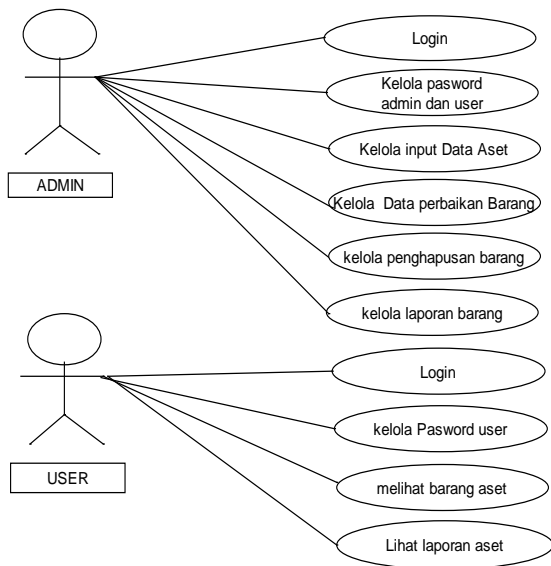 Login
Kelola pasword
admin dan user
Kelola input Data Aset
Kelola Data perbaikan Barang
kelola penghapusan barang
kelola laporan barang
ADMIN
Login
kelola Pasword user
melihat barang aset
Lihat laporan aset
USER